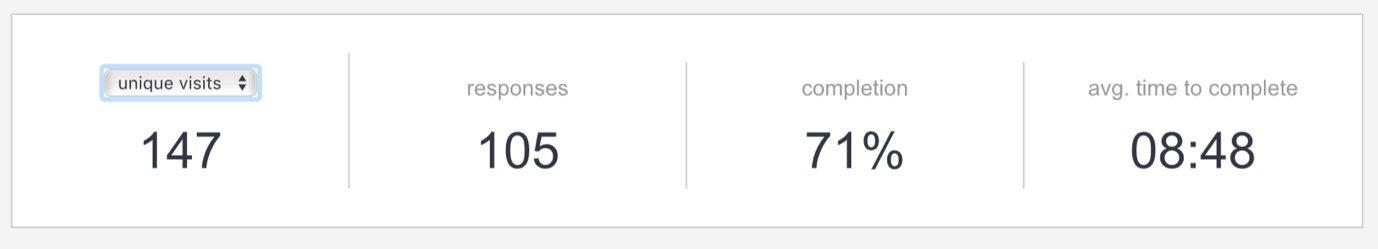 unique visits
147
responses
105
completion
71%
avg. time to complete
08:48